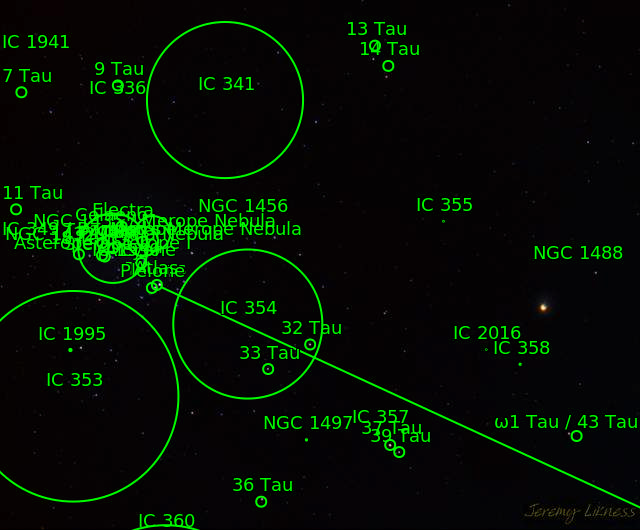 13 Tau
IC 1941
14 Tau
9 Tau
7 Tau
IC 336
IC 341
11 Tau
IC 355
NGC 1456
Electra
Merope Nebula
NGC 1488
Atlas
Pleione
IC 354
32 Tau
IC 1995
IC 2016
IC 358
33 Tau
IC 353
IC 357
NGC 1497
37 Tau
39 Tau
ω1 Tau / 43 Tau
36 Tau
Jeremy Likness
IC 360